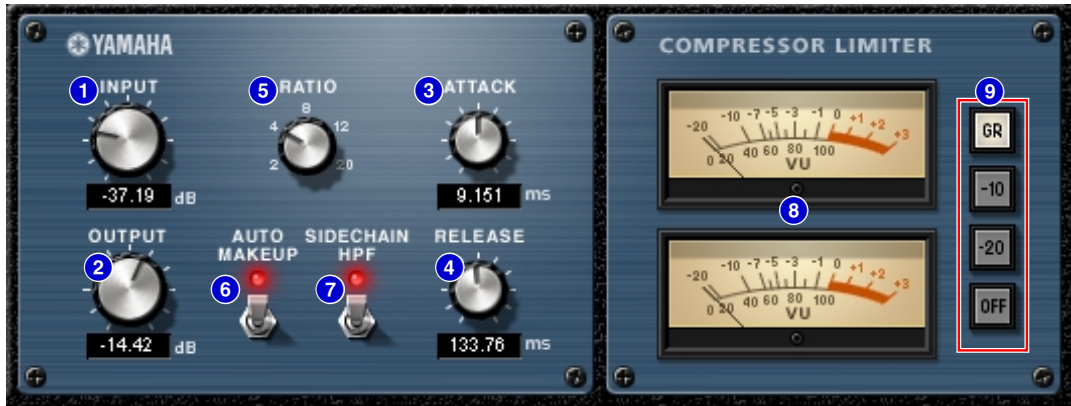 YAMAHA
1 INPUT
-37.19 dB
5 RATIO
2 4 8 12 20
3 ATTACK
9.151 ms
2 OUTPUT
-14.42 dB
6 AUTO
MAKEUP
7 SIDECHAIN
HPF
4 RELEASE
133.76 ms
COMPRESSOR LIMITER
-20 -10 -7 -5 -3 -1 0 +1 +2 +3
0 20 40 60 80 100
VU
8
-20 -10 -7 -5 -3 -1 0 +1 +2 +3
0 20 40 60 80 100
VU
9
GR
-10
-20
OFF